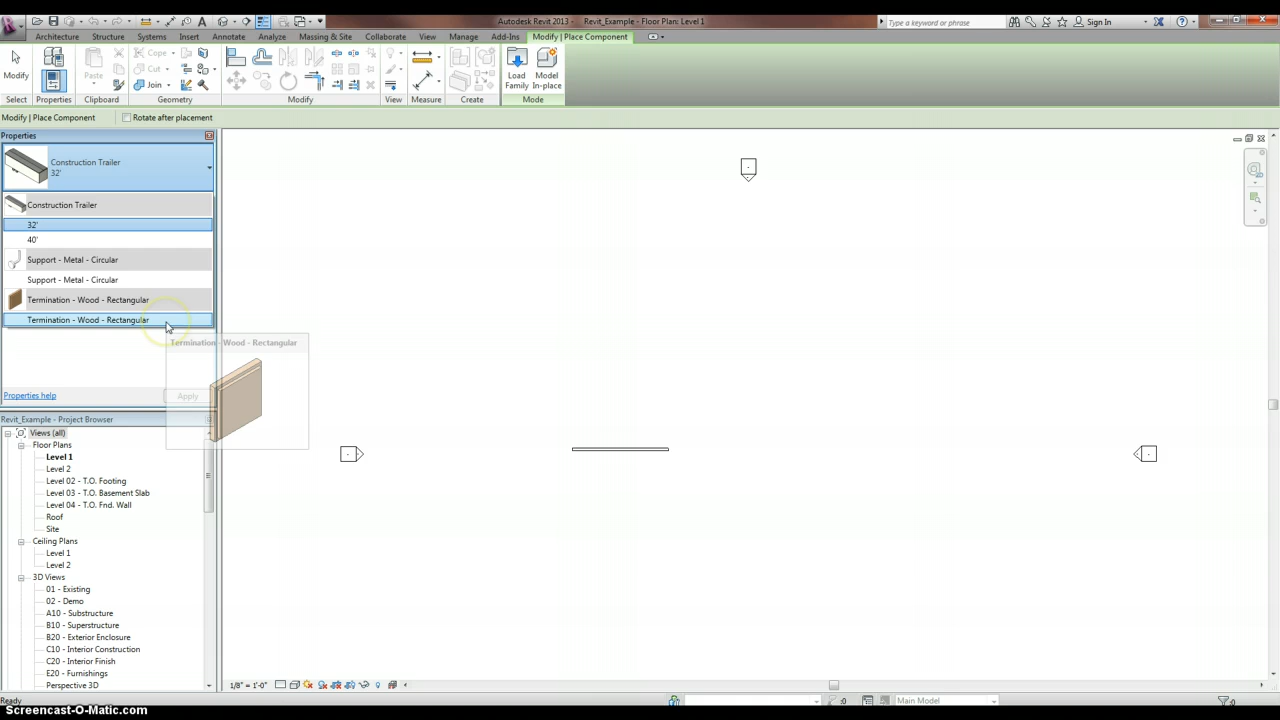 Autodesk Revit 2013 - Revit_Example - Floor Plan: Level 1
Type a keyword or phrase
Sign In
Architecture Structure Systems Insert Annotate Analyze Massing & Site Collaborate View Manage Add-Ins Modify | Place Component
Modify
Paste
Cope
Cut
Join
Load Family
Model In-place
Select Properties Clipboard Geometry Modify View Measure Create Mode
Modify | Place Component
Rotate after placement
Properties
Construction Trailer
32'
Construction Trailer
32'
40'
Support - Metal - Circular
Support - Metal - Circular
Termination - Wood - Rectangular
Termination - Wood - Rectangular
Termination - Wood - Rectangular
Properties help
Apply
Revit_Example - Project Browser
Views (all)
Floor Plans
Level 1
Level 2
Level 02 - T.O. Footing
Level 03 - T.O. Basement Slab
Level 04 - T.O. Fnd. Wall
Roof
Site
Ceiling Plans
Level 1
Level 2
3D Views
01 - Existing
02 - Demo
A10 - Substructure
B10 - Superstructure
B20 - Exterior Enclosure
C10 - Interior Construction
C20 - Interior Finish
E20 - Furnishings
Perspective 3D
1/8" = 1'-0"
Ready
:0
Main Model
:0
Screencast-O-Matic.com